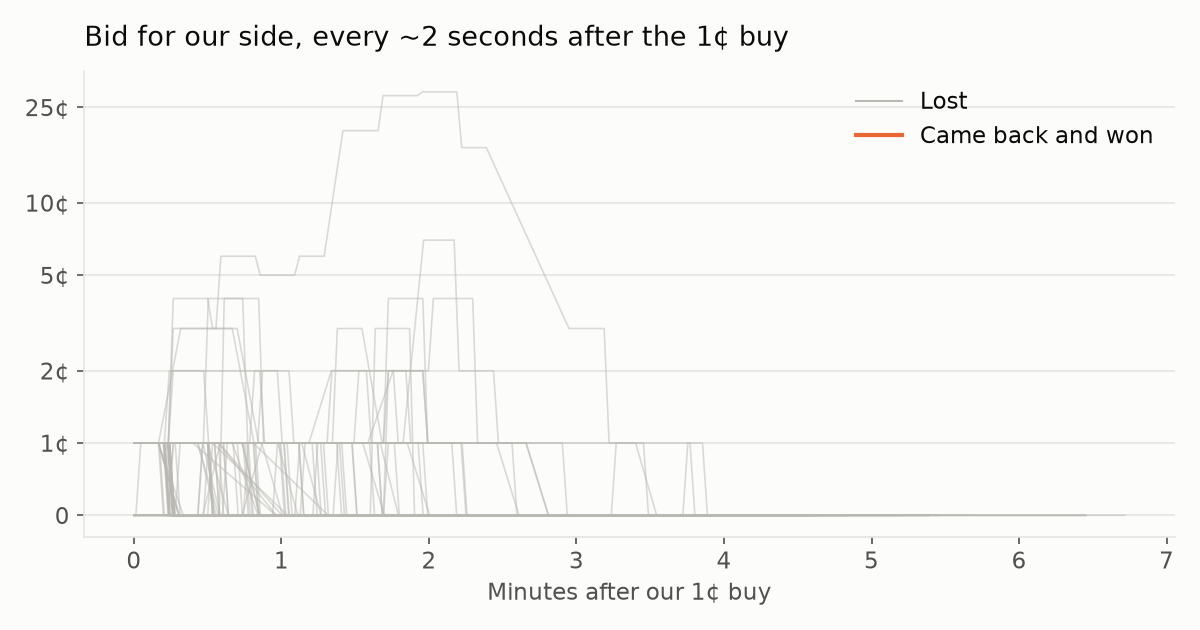 Bid for our side, every ~2 seconds after the 1¢ buy
Lost
Came back and won
25¢
10¢
5¢
2¢
1¢
0
0 1 2 3 4 5 6 7
Minutes after our 1¢ buy